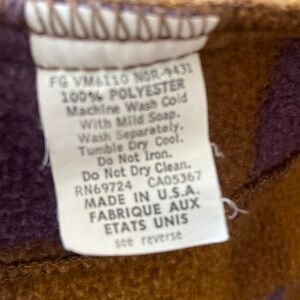 FG VM6110 NOR-9431
100% POLYESTER
Machine Wash Cold
With Mild Soap.
Wash Separately.
Tumble Dry Cool.
Do Not Iron.
Do Not Dry Clean.
RN69724 CA05367
MADE IN U.S.A.
FABRIQUE AUX
ETATS UNIS
see reverse